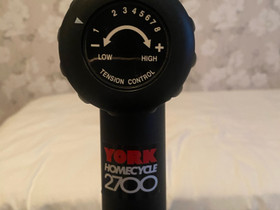 1 2 3 4 5 6 7 8
− +
LOW HIGH
TENSION CONTROL
YORK
HOMECYCLE
2700